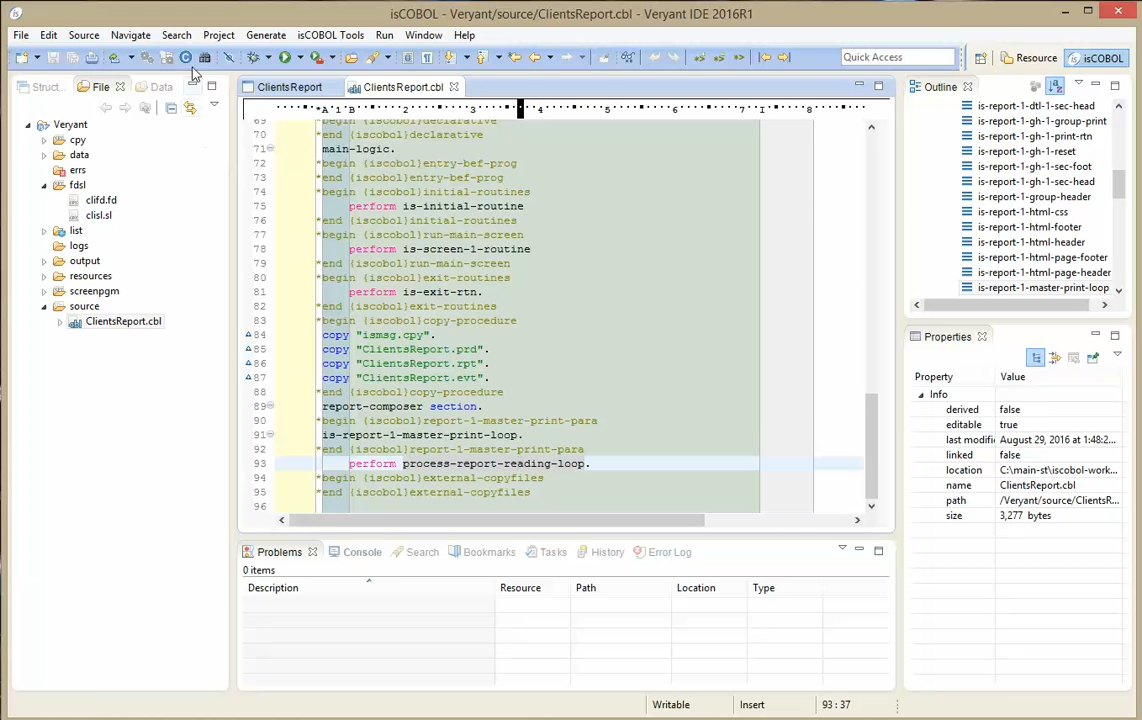 isCOBOL - Veryant/source/ClientsReport.cbl - Veryant IDE 2016R1
File Edit Source Navigate Search Project Generate isCOBOL Tools Run Window Help
Quick Access
Resource
isCOBOL
Struct...
File
Data
Veryant
cpy
data
errs
fdsl
clifd.fd
clisl.sl
list
logs
output
resources
screenpgm
source
ClientsReport.cbl
ClientsReport
ClientsReport.cbl
*A 1 B 2 3 4 5 6 7 I 8
69 *begin {iscobol}declarative
70 *end {iscobol}declarative
71 main-logic.
72 *begin {iscobol}entry-bef-prog
73 *end {iscobol}entry-bef-prog
74 *begin {iscobol}initial-routines
75 perform is-initial-routine
76 *end {iscobol}initial-routines
77 *begin {iscobol}run-main-screen
78 perform is-screen-1-routine
79 *end {iscobol}run-main-screen
80 *begin {iscobol}exit-routines
81 perform is-exit-rtn.
82 *end {iscobol}exit-routines
83 *begin {iscobol}copy-procedure
84 copy "ismsg.cpy".
85 copy "ClientsReport.prd".
86 copy "ClientsReport.rpt".
87 copy "ClientsReport.evt".
88 *end {iscobol}copy-procedure
89 report-composer section.
90 *begin {iscobol}report-1-master-print-para
91 is-report-1-master-print-loop.
92 *end {iscobol}report-1-master-print-para
93 perform process-report-reading-loop.
94 *begin {iscobol}external-copyfiles
95 *end {iscobol}external-copyfiles
96
Problems
Console
Search
Bookmarks
Tasks
History
Error Log
0 items
Description Resource Path Location Type
Outline
is-report-1-dtl-1-sec-head
is-report-1-gh-1-group-print
is-report-1-gh-1-print-rtn
is-report-1-gh-1-reset
is-report-1-gh-1-sec-foot
is-report-1-gh-1-sec-head
is-report-1-group-header
is-report-1-html-css
is-report-1-html-footer
is-report-1-html-header
is-report-1-html-page-footer
is-report-1-html-page-header
is-report-1-master-print-loop
Properties
Property Value
Info
derived false
editable true
last modifi August 29, 2016 at 1:48:2...
linked false
location C:\main-st\iscobol-work...
name ClientsReport.cbl
path /Veryant/source/ClientsR...
size 3,277 bytes
Writable Insert 93 : 37